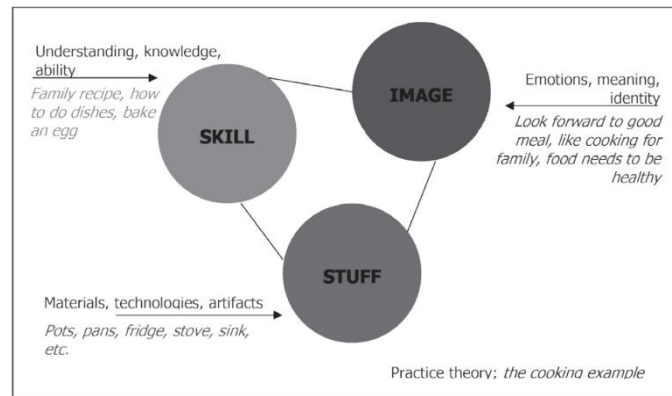 Understanding, knowledge,
ability
Family recipe, how
to do dishes, bake
an egg
SKILL
IMAGE
Emotions, meaning,
identity
Look forward to good
meal, like cooking for
family, food needs to be
healthy
STUFF
Materials, technologies, artifacts
Pots, pans, fridge, stove, sink,
etc.
Practice theory; the cooking example